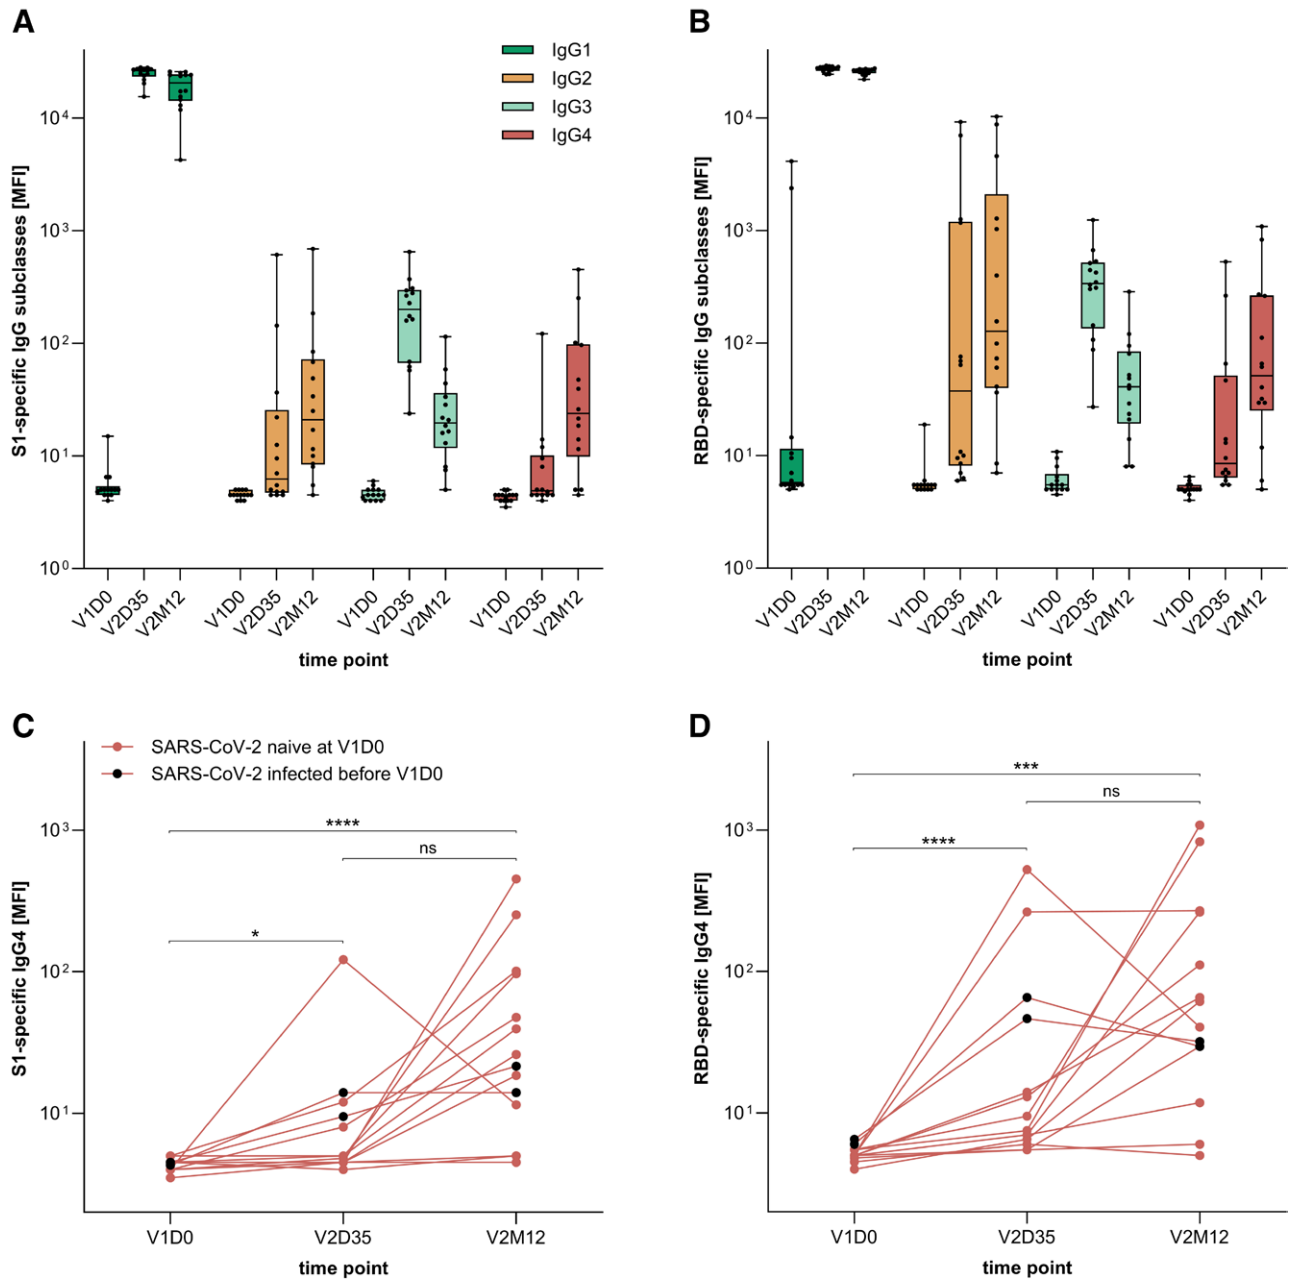 A
B
IgG1
IgG2
IgG3
IgG4
S1-specific IgG subclasses [MFI]
10⁴
10³
10²
10¹
10⁰
V1D0 V2D35 V2M12 V1D0 V2D35 V2M12 V1D0 V2D35 V2M12 V1D0 V2D35 V2M12
time point
RBD-specific IgG subclasses [MFI]
10⁴
10³
10²
10¹
10⁰
V1D0 V2D35 V2M12 V1D0 V2D35 V2M12 V1D0 V2D35 V2M12 V1D0 V2D35 V2M12
time point
C
SARS-CoV-2 naive at V1D0
SARS-CoV-2 infected before V1D0
****
ns
*
S1-specific IgG4 [MFI]
10³
10²
10¹
V1D0 V2D35 V2M12
time point
D
***
ns
****
RBD-specific IgG4 [MFI]
10³
10²
10¹
V1D0 V2D35 V2M12
time point